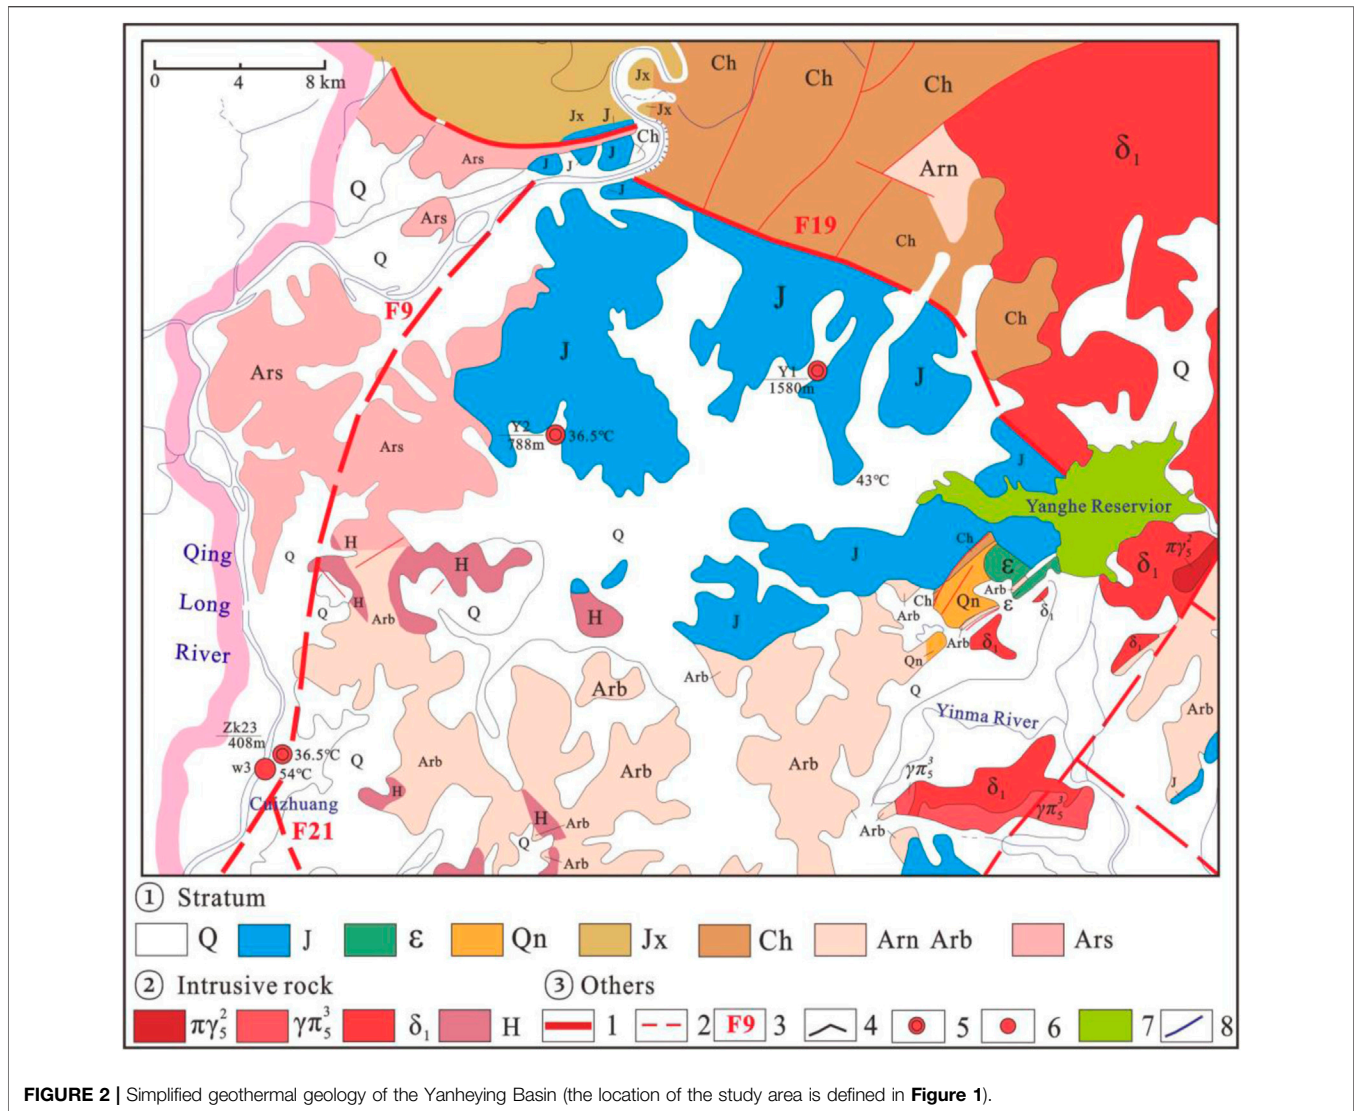 0 4 8 km
Ch
Ch
Ch
Jx
Jx
Jx
J
Ch
δ1
Ars
J
J
J
Arn
Q
J
Ars
F19
Ch
Q
J
F9
Ch
J
Q
Ars
J
Y1
1580m
Y2
788m
36.5℃
Ars
J
43℃
Yanghe Reservior
Q
H
Q
Ch
πγ₅²
Qing
J
ε
δ1
H
Arb
Long
H
Q
Arb
Q
H
J
Ch
Arb
Qn
ε
δ1
River
Arb
δ1
δ1
Qn
Arb
Arb
Q
Arb
Yinma River
Zk23
408m
36.5℃
w3
54℃
Q
Arb
Arb
Arb
γπ₅³
δ1
J
H
Cuizhuang
γπ₅³
F21
H
Arb
Arb
Q
Arb
① Stratum
Q J ε Qn Jx Ch Arn Arb Ars
② Intrusive rock ③ Others
πγ₅² γπ₅³ δ1 H 1 2 F9 3 4 5 6 7 8
FIGURE 2 | Simplified geothermal geology of the Yanheying Basin (the location of the study area is defined in Figure 1).